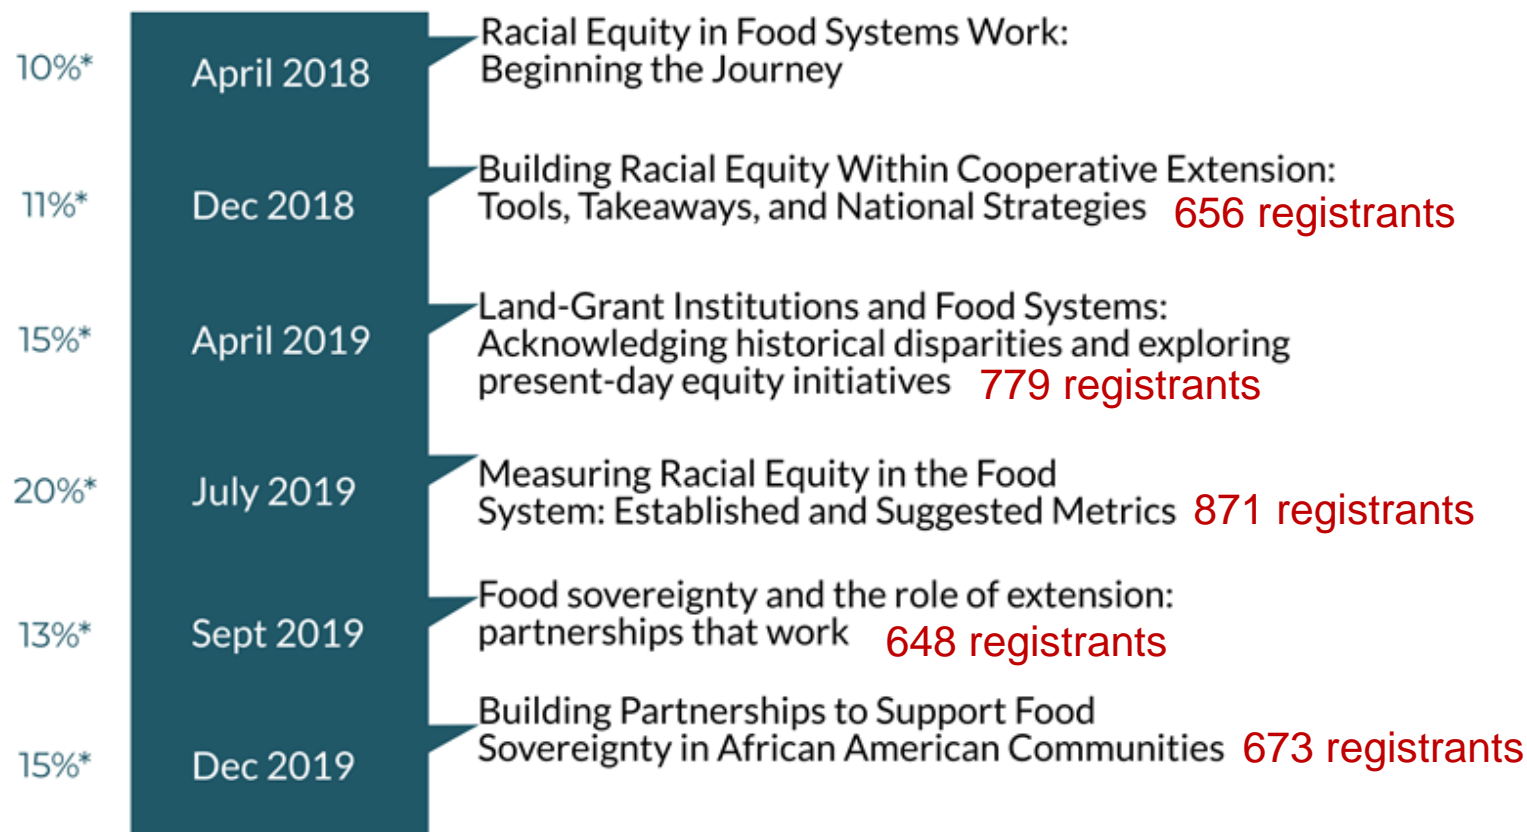 10%*
April 2018
Racial Equity in Food Systems Work:
Beginning the Journey
11%*
Dec 2018
Building Racial Equity Within Cooperative Extension:
Tools, Takeaways, and National Strategies 656 registrants
15%*
April 2019
Land-Grant Institutions and Food Systems:
Acknowledging historical disparities and exploring
present-day equity initiatives 779 registrants
20%*
July 2019
Measuring Racial Equity in the Food
System: Established and Suggested Metrics 871 registrants
13%*
Sept 2019
Food sovereignty and the role of extension:
partnerships that work 648 registrants
15%*
Dec 2019
Building Partnerships to Support Food
Sovereignty in African American Communities 673 registrants